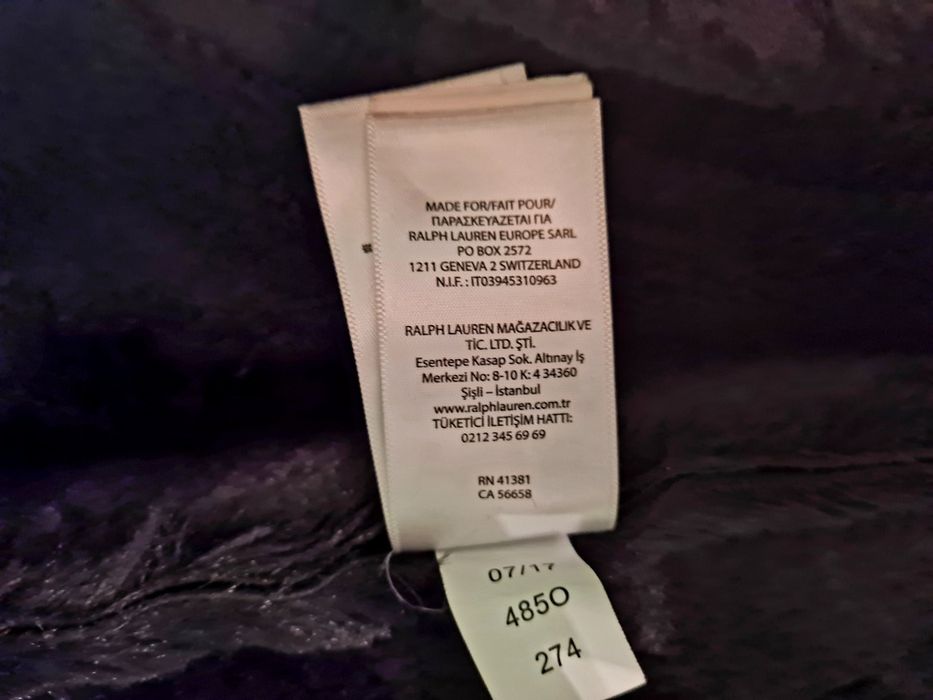 MADE FOR/FAIT POUR/
ΠΑΡΑΣΚΕΥΑΖΕΤΑΙ ΓΙΑ
RALPH LAUREN EUROPE SARL
PO BOX 2572
1211 GENEVA 2 SWITZERLAND
N.I.F. : IT03945310963
RALPH LAUREN MAĞAZACILIK VE
TİC. LTD. ŞTİ.
Esentepe Kasap Sok. Altınay İş
Merkezi No: 8-10 K: 4 34360
Şişli – İstanbul
www.ralphlauren.com.tr
TÜKETİCİ İLETİŞİM HATTI:
0212 345 69 69
RN 41381
CA 56658
485O
274